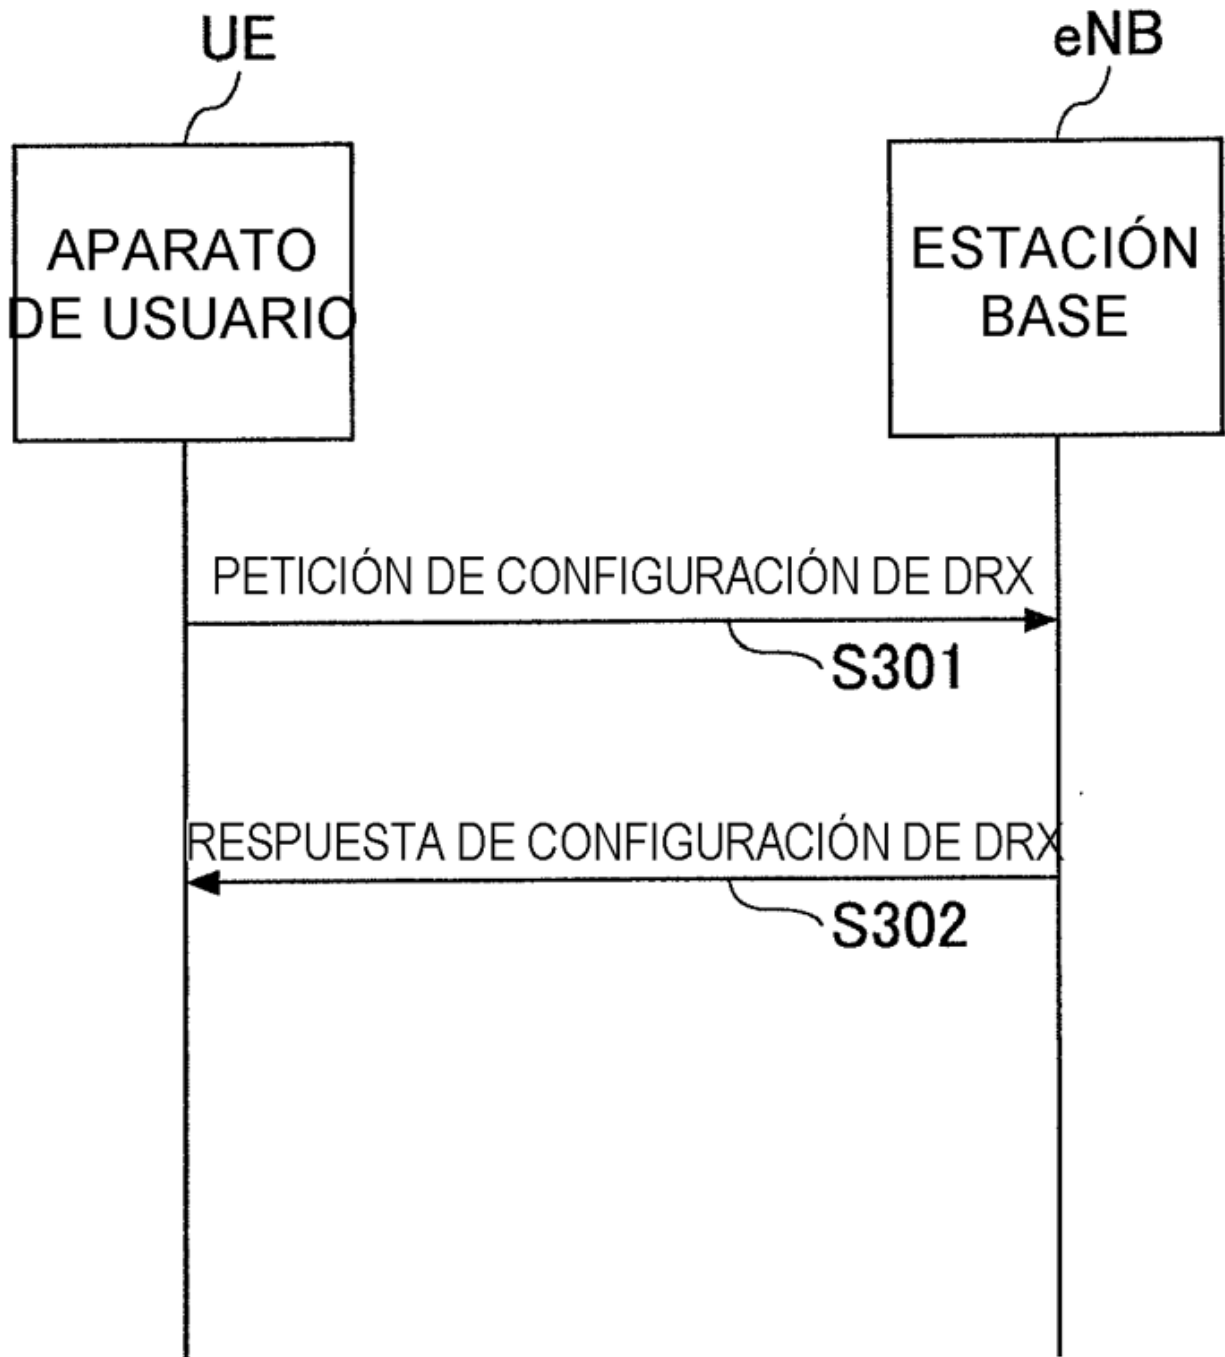 UE
eNB
APARATO
DE USUARIO
ESTACIÓN
BASE
PETICIÓN DE CONFIGURACIÓN DE DRX
S301
RESPUESTA DE CONFIGURACIÓN DE DRX
S302